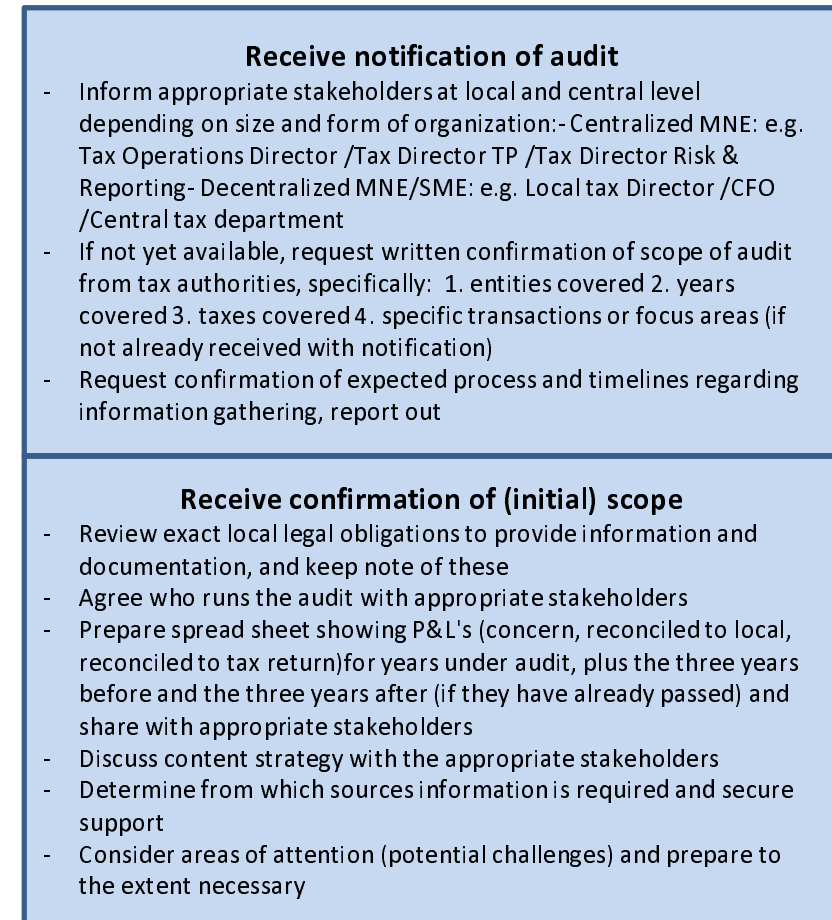 Receive notification of audit
- Inform appropriate stakeholders at local and central level
depending on size and form of organization:- Centralized MNE: e.g.
Tax Operations Director /Tax Director TP /Tax Director Risk &
Reporting- Decentralized MNE/SME: e.g. Local tax Director /CFO
/Central tax department
- If not yet available, request written confirmation of scope of audit
from tax authorities, specifically:  1. entities covered 2. years
covered 3. taxes covered 4. specific transactions or focus areas (if
not already received with notification)
- Request confirmation of expected process and timelines regarding
information gathering, report out
Receive confirmation of (initial) scope
- Review exact local legal obligations to provide information and
documentation, and keep note of these
- Agree who runs the audit with appropriate stakeholders
- Prepare spread sheet showing P&L's (concern, reconciled to local,
reconciled to tax return)for years under audit, plus the three years
before and the three years after (if they have already passed) and
share with appropriate stakeholders
- Discuss content strategy with the appropriate stakeholders
- Determine from which sources information is required and secure
support
- Consider areas of attention (potential challenges) and prepare to
the extent necessary